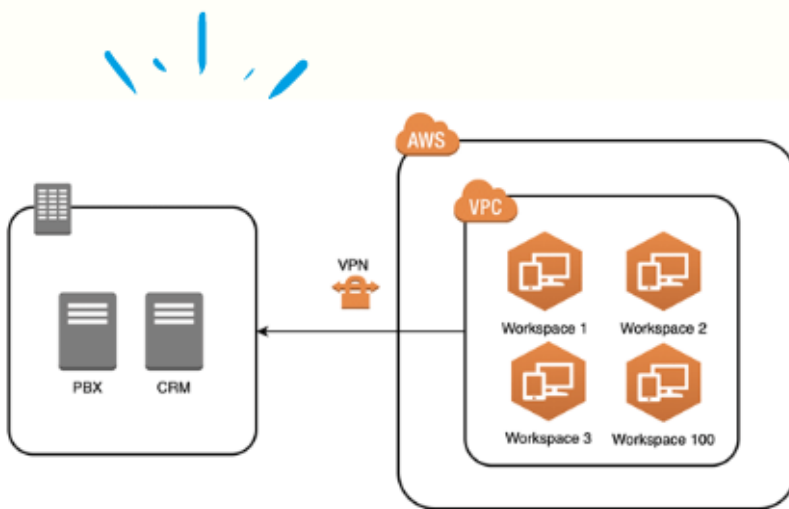 AWS
VPC
VPN
Workspace 1
Workspace 2
PBX
CRM
Workspace 3
Workspace 100